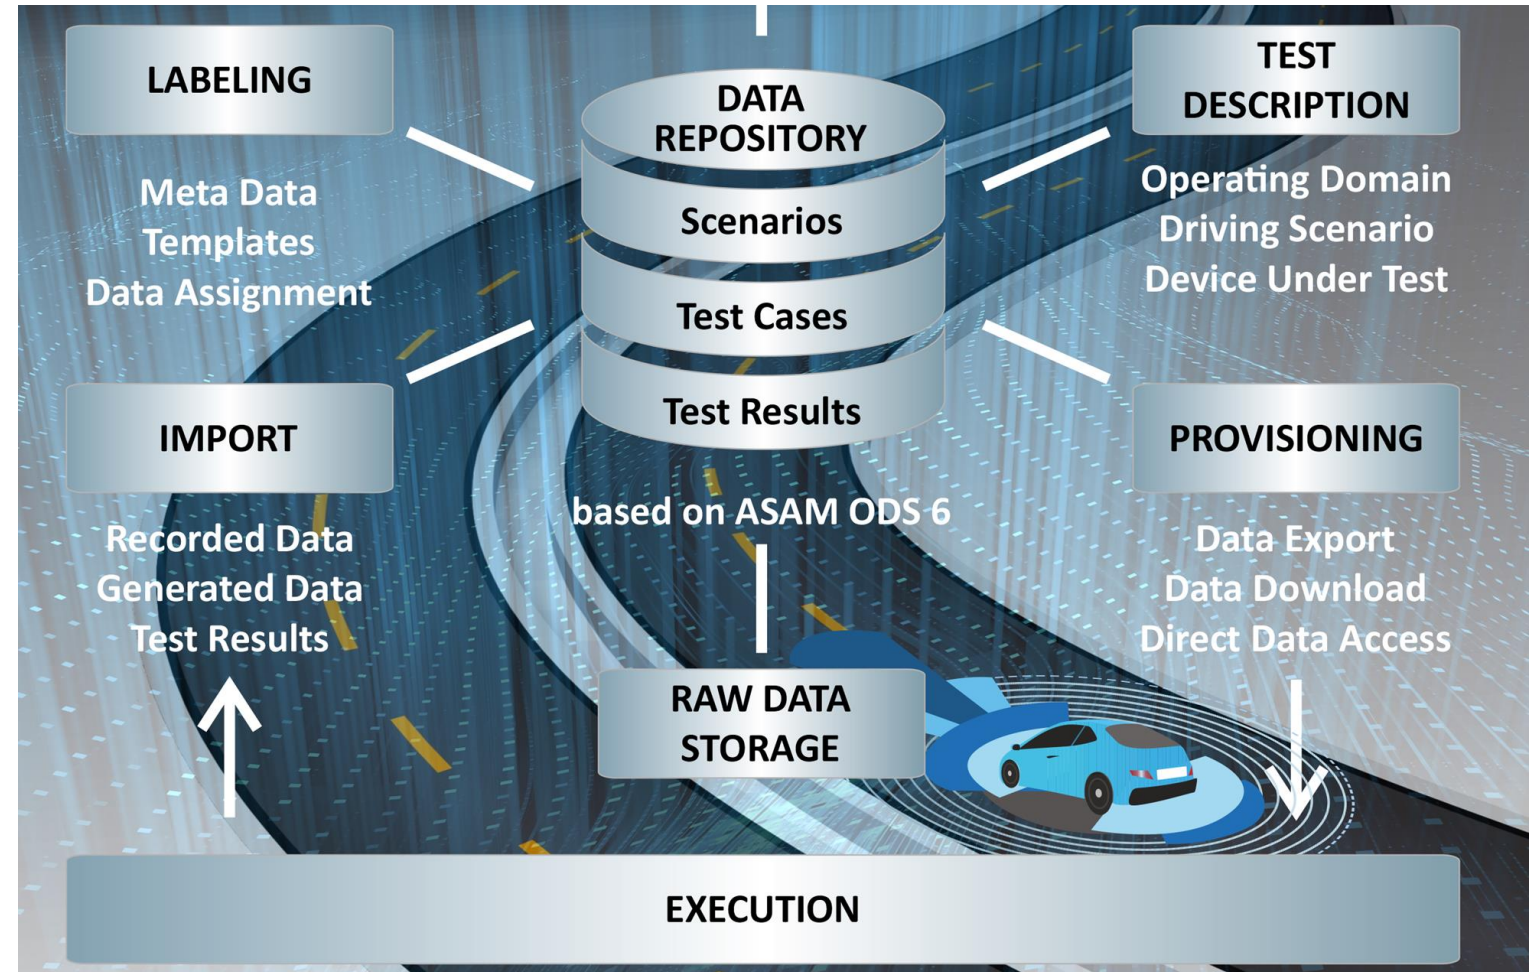 LABELING
Meta Data
Templates
Data Assignment
IMPORT
Recorded Data
Generated Data
Test Results
DATA
REPOSITORY
Scenarios
Test Cases
Test Results
based on ASAM ODS 6
RAW DATA
STORAGE
TEST
DESCRIPTION
Operating Domain
Driving Scenario
Device Under Test
PROVISIONING
Data Export
Data Download
Direct Data Access
EXECUTION